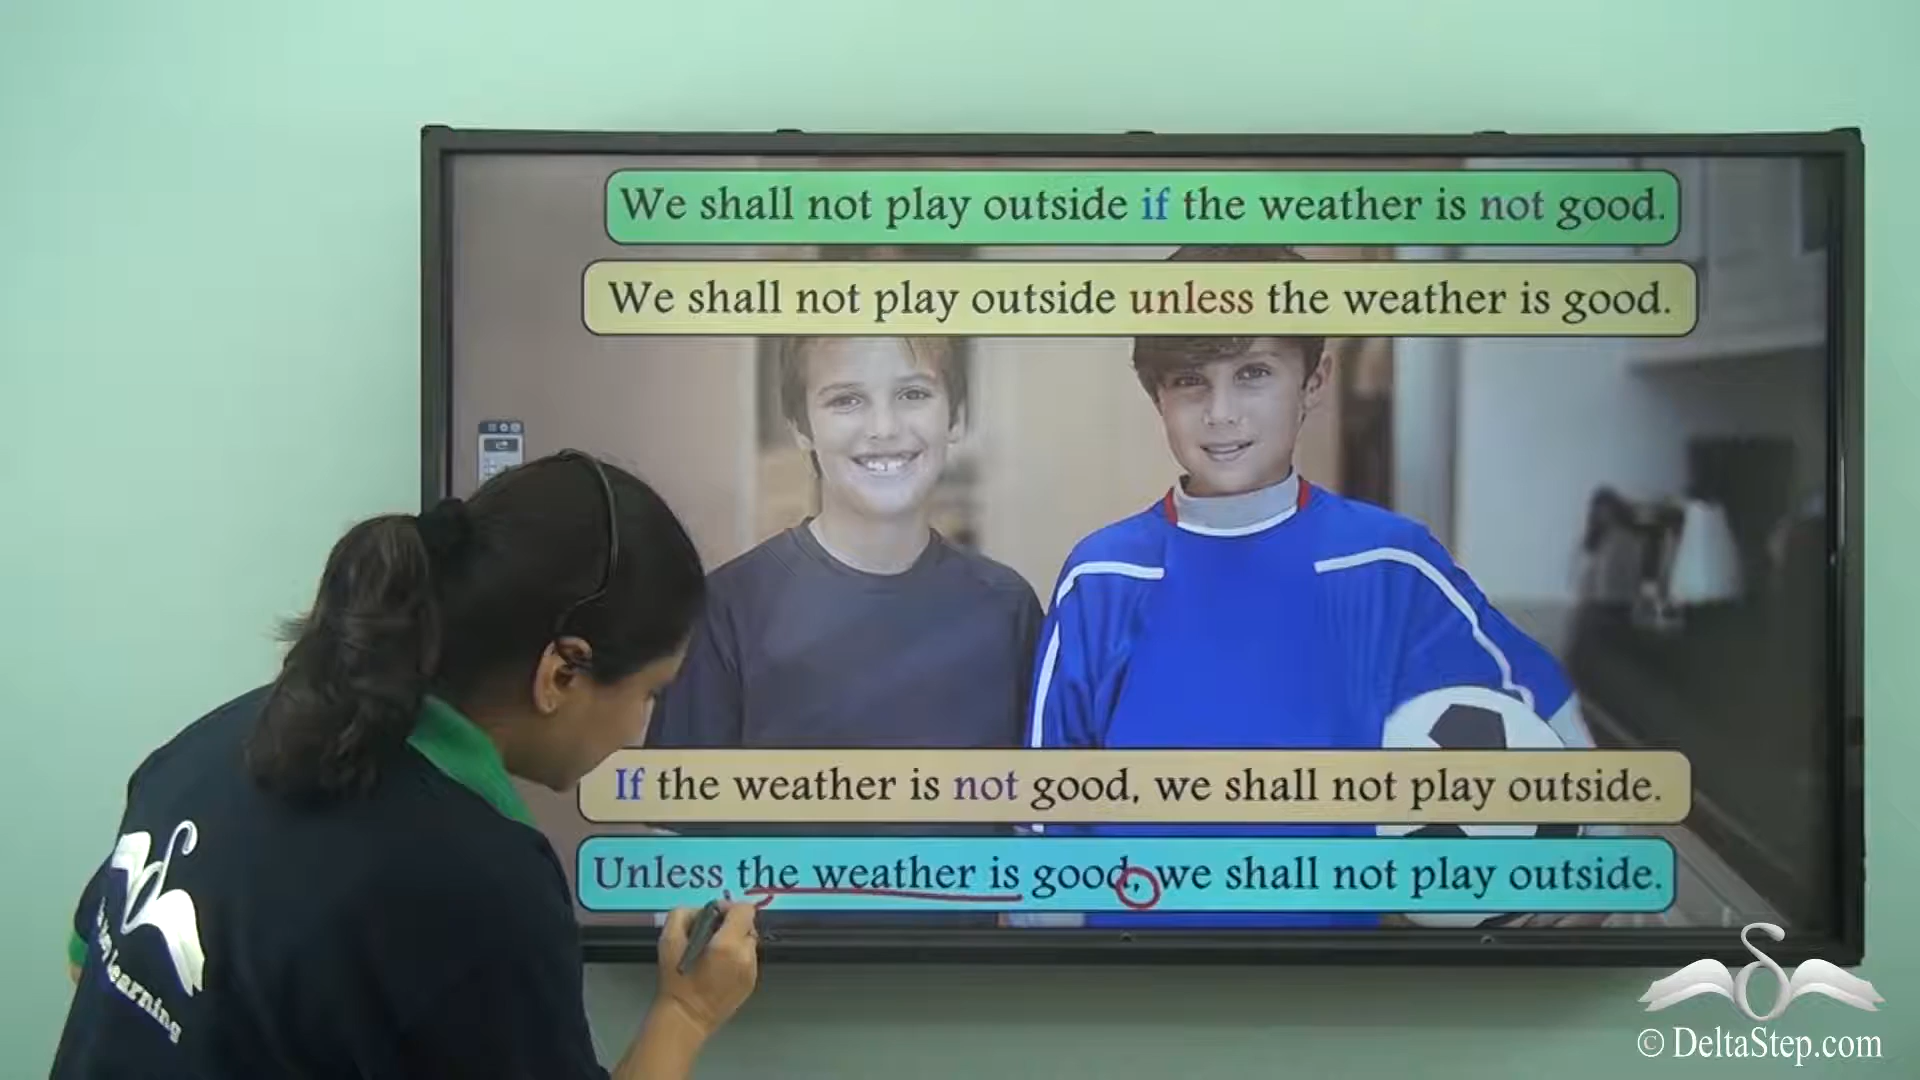 We shall not play outside if the weather is not good.
We shall not play outside unless the weather is good.
If the weather is not good, we shall not play outside.
Unless the weather is good, we shall not play outside.
Learning
© DeltaStep.com